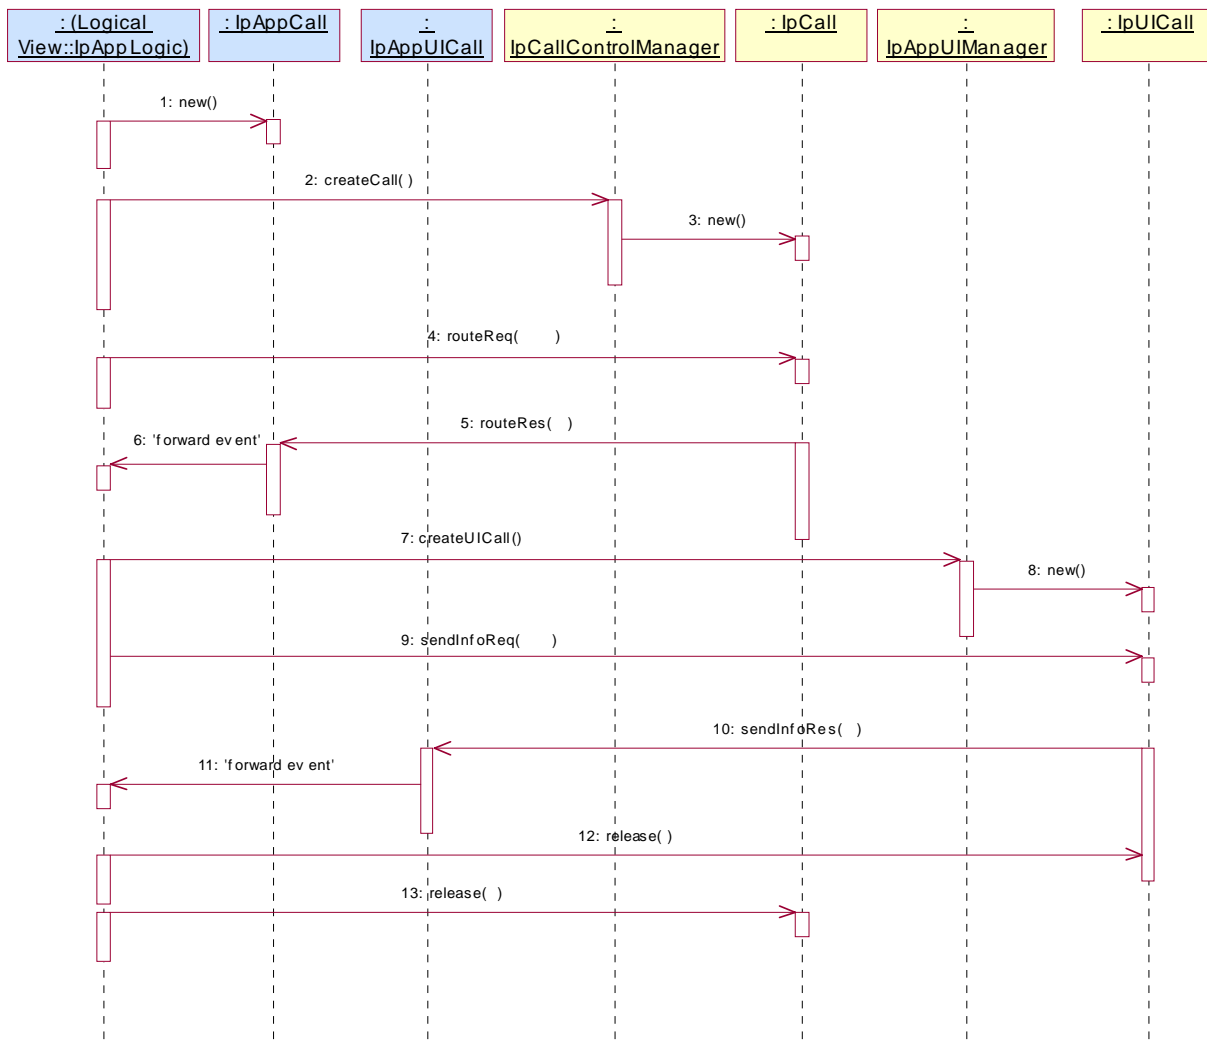 : (Logical
View::IpAppLogic)
: IpAppCall
:
IpAppUICall
:
IpCallControlManager
: IpCall
:
IpAppUIManager
: IpUICall
1: new()
2: createCall( )
3: new()
4: routeReq( )
5: routeRes( )
6: 'forward event'
7: createUICall()
8: new()
9: sendInfoReq( )
10: sendInfoRes( )
11: 'forward event'
12: release( )
13: release( )